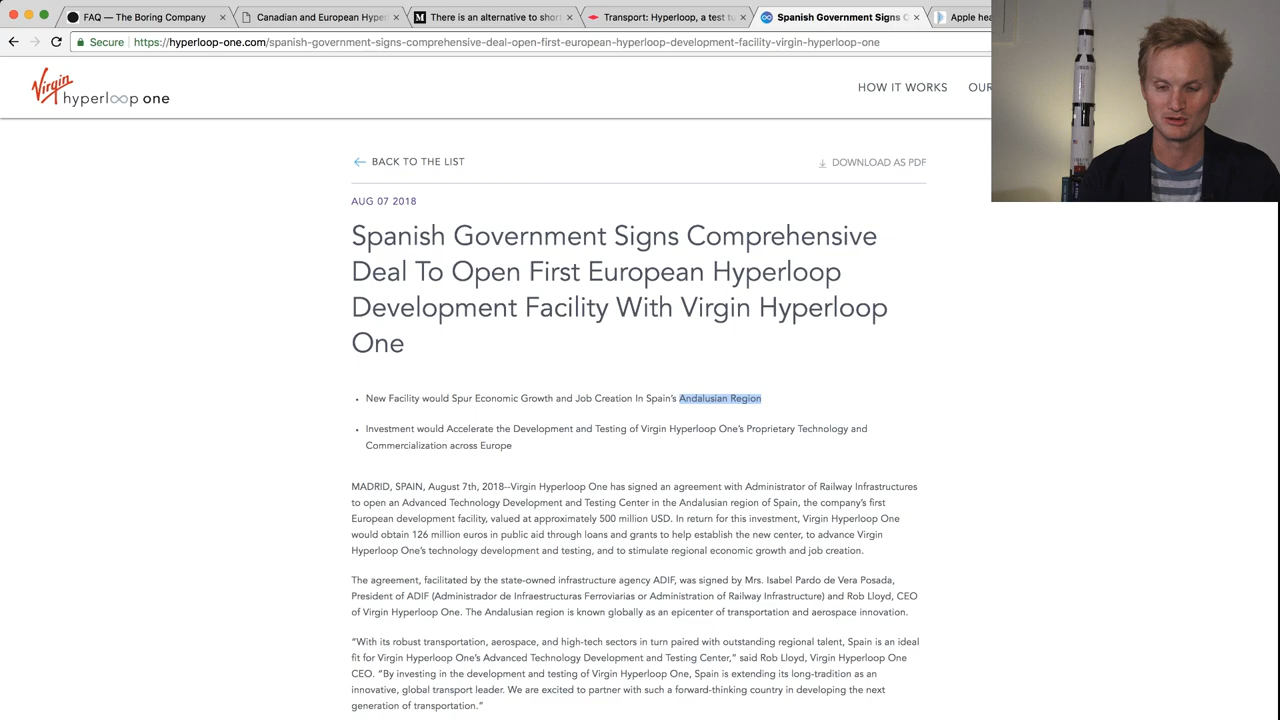 FAQ — The Boring Company
Canadian and European Hyper
There is an alternative to short
Transport: Hyperloop, a test tu
Spanish Government Signs C
Apple hea
Secure
https://hyperloop-one.com/spanish-government-signs-comprehensive-deal-open-first-european-hyperloop-development-facility-virgin-hyperloop-one
Virgin
hyperloop one
HOW IT WORKS
OUR
BACK TO THE LIST
DOWNLOAD AS PDF
AUG 07 2018
Spanish Government Signs Comprehensive
Deal To Open First European Hyperloop
Development Facility With Virgin Hyperloop
One
• New Facility would Spur Economic Growth and Job Creation In Spain's Andalusian Region
• Investment would Accelerate the Development and Testing of Virgin Hyperloop One's Proprietary Technology and
Commercialization across Europe
MADRID, SPAIN, August 7th, 2018--Virgin Hyperloop One has signed an agreement with Administrator of Railway Infrastructures
to open an Advanced Technology Development and Testing Center in the Andalusian region of Spain, the company's first
European development facility, valued at approximately 500 million USD. In return for this investment, Virgin Hyperloop One
would obtain 126 million euros in public aid through loans and grants to help establish the new center, to advance Virgin
Hyperloop One's technology development and testing, and to stimulate regional economic growth and job creation.
The agreement, facilitated by the state-owned infrastructure agency ADIF, was signed by Mrs. Isabel Pardo de Vera Posada,
President of ADIF (Administrador de Infraestructuras Ferroviarias or Administration of Railway Infrastructure) and Rob Lloyd, CEO
of Virgin Hyperloop One. The Andalusian region is known globally as an epicenter of transportation and aerospace innovation.
"With its robust transportation, aerospace, and high-tech sectors in turn paired with outstanding regional talent, Spain is an ideal
fit for Virgin Hyperloop One's Advanced Technology Development and Testing Center," said Rob Lloyd, Virgin Hyperloop One
CEO. "By investing in the development and testing of Virgin Hyperloop One, Spain is extending its long-tradition as an
innovative, global transport leader. We are excited to partner with such a forward-thinking country in developing the next
generation of transportation."